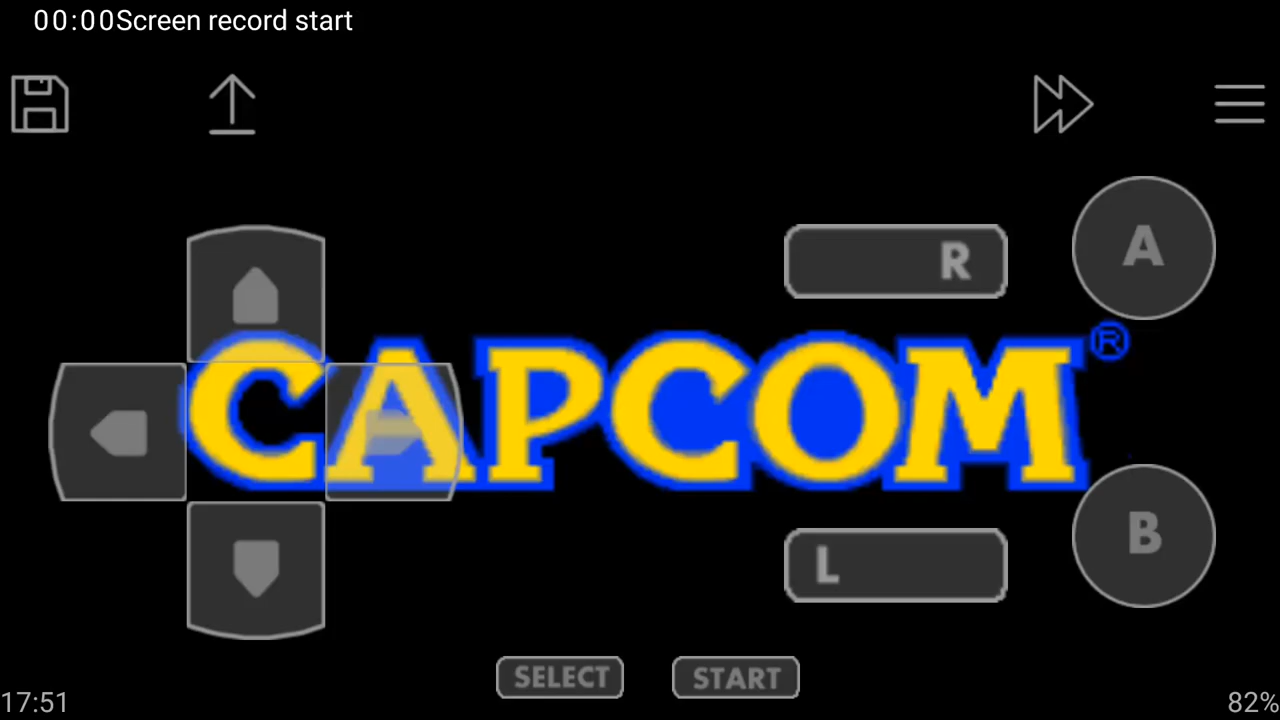 00:00Screen record start
R
A
CAPCOM®
B
L
SELECT
START
17:51
82%